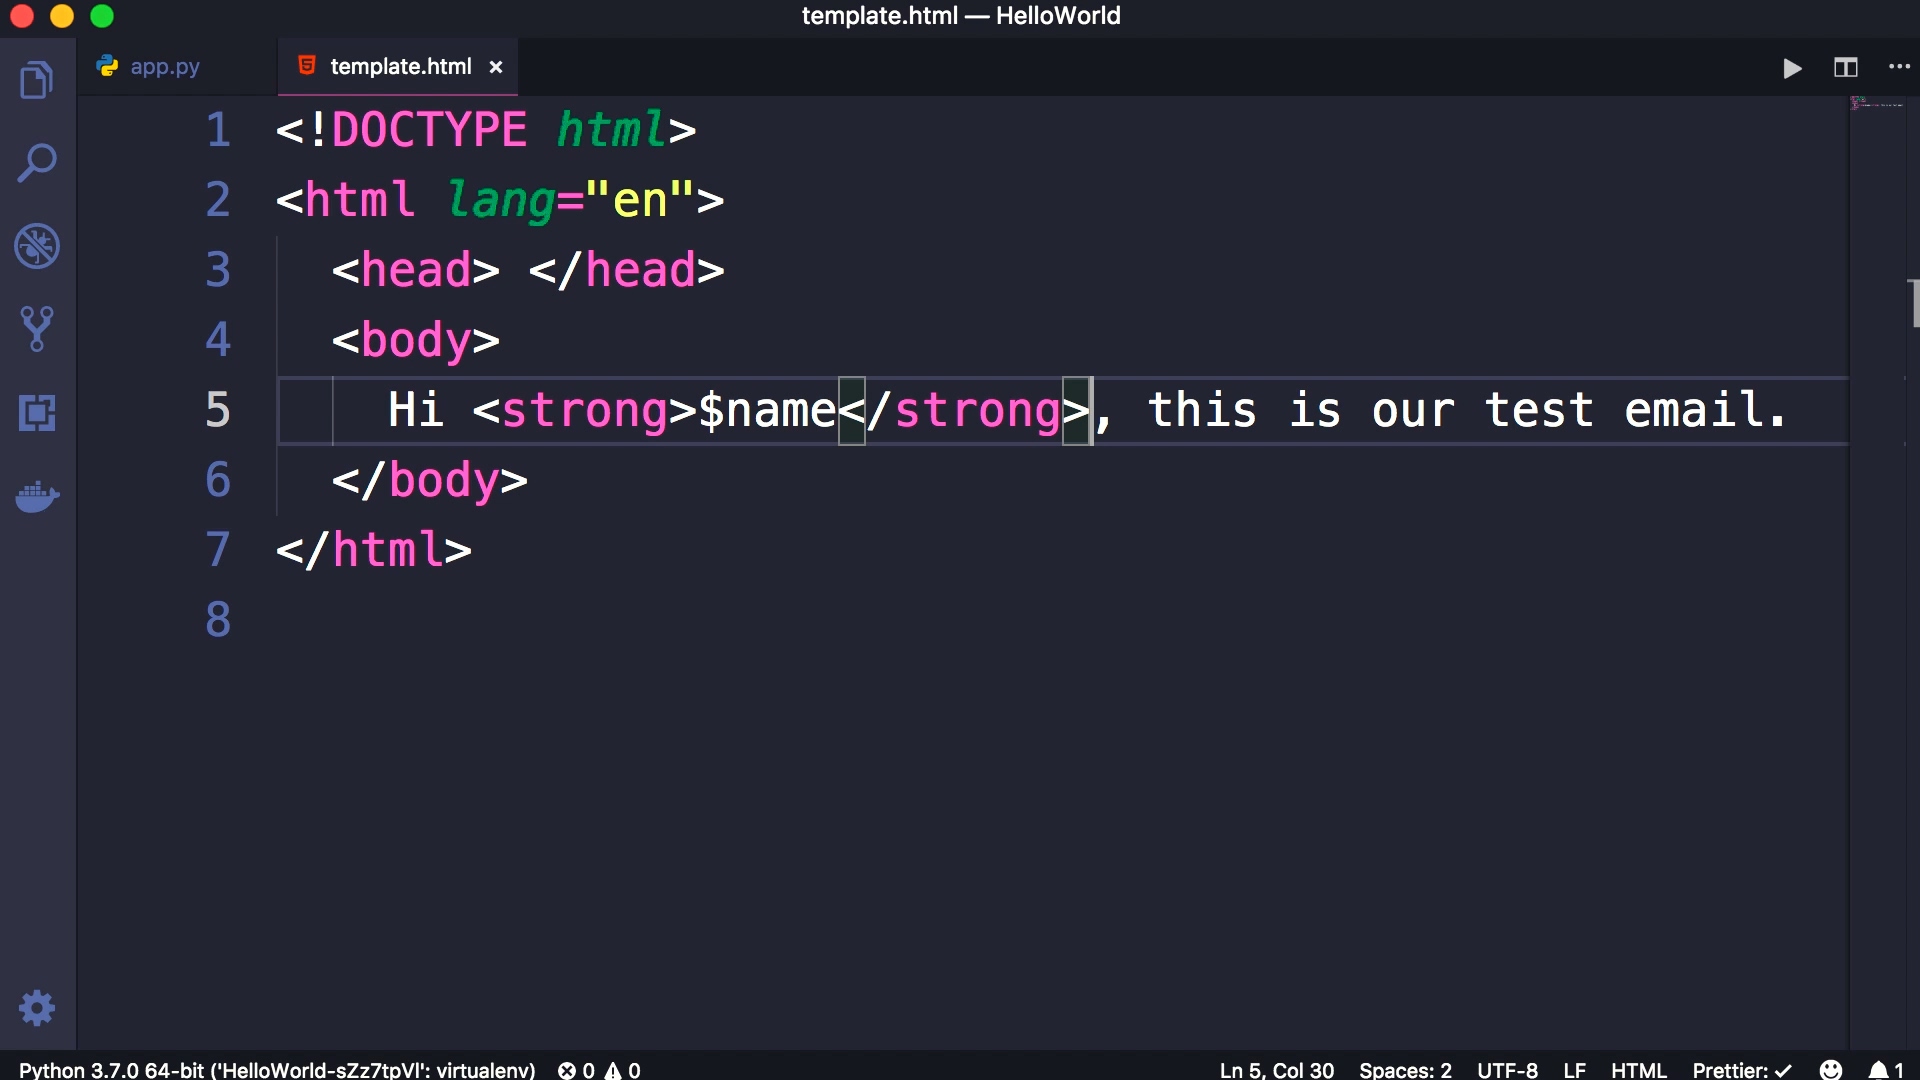 template.html — HelloWorld
app.py
template.html ×
1 <!DOCTYPE html>
2 <html lang="en">
3   <head> </head>
4   <body>
5     Hi <strong>$name</strong>, this is our test email.
6   </body>
7 </html>
8
Python 3.7.0 64-bit ('HelloWorld-sZz7tpVl': virtualenv) 0 0 Ln 5, Col 30 Spaces: 2 UTF-8 LF HTML Prettier: ✓ 1